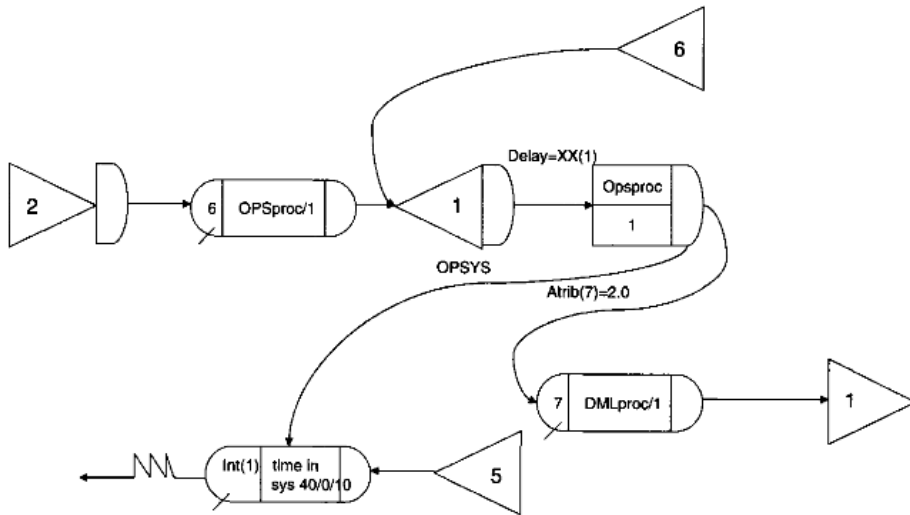 6
Delay=XX(1)
2
6 OPSproc/1
1
Opsproc
1
OPSYS
Atrib(7)=2.0
7 DMLproc/1
1
Int(1) time in
sys 40/0/10
5